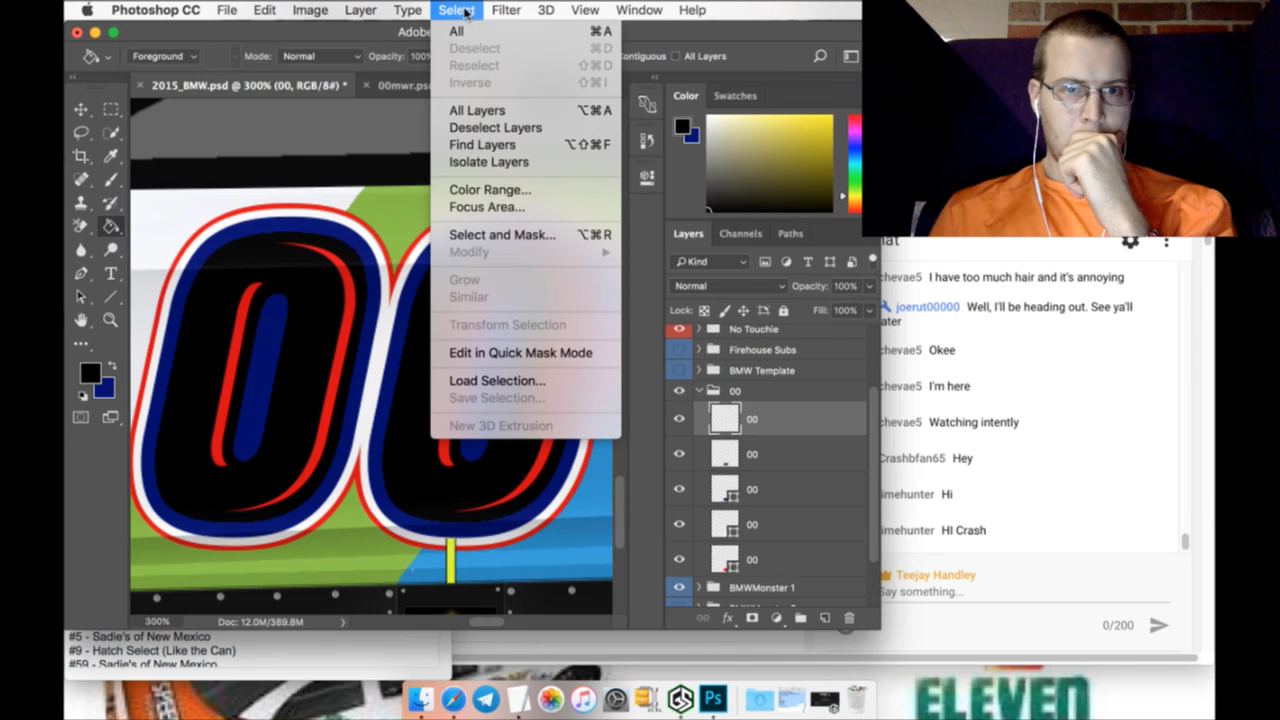 Photoshop CC File Edit Image Layer Type Select Filter 3D View Window Help
Foreground Mode: Normal Opacity: 100% Contiguous All Layers
2015_BMW.psd @ 300% (00, RGB/8#) * 00mwr.ps
All ⌘A
Deselect ⌘D
Reselect ⇧⌘D
Inverse ⇧⌘I
All Layers ⌥⌘A
Deselect Layers
Find Layers ⌥⇧⌘F
Isolate Layers
Color Range...
Focus Area...
Select and Mask... ⌥⌘R
Modify
Grow
Similar
Transform Selection
Edit in Quick Mask Mode
Load Selection...
Save Selection...
New 3D Extrusion
00
Color Swatches
Layers Channels Paths
Kind
Normal Opacity: 100%
Lock: Fill: 100%
No Touchie
Firehouse Subs
BMW Template
00
00
00
00
00
00
BMWMonster 1
300% Doc: 12.0M/389.8M
#5 - Sadie's of New Mexico
#9 - Hatch Select (Like the Can)
#59 - Sadie's of New Mexico
chevae5 I have too much hair and it's annoying
joerut00000 Well, I'll be heading out. See ya'll
ater
chevae5 Okee
chevae5 I'm here
chevae5 Watching intently
Crashbfan65 Hey
imehunter Hi
imehunter HI Crash
Teejay Handley
Say something...
0/200
Ps
ELEVEN